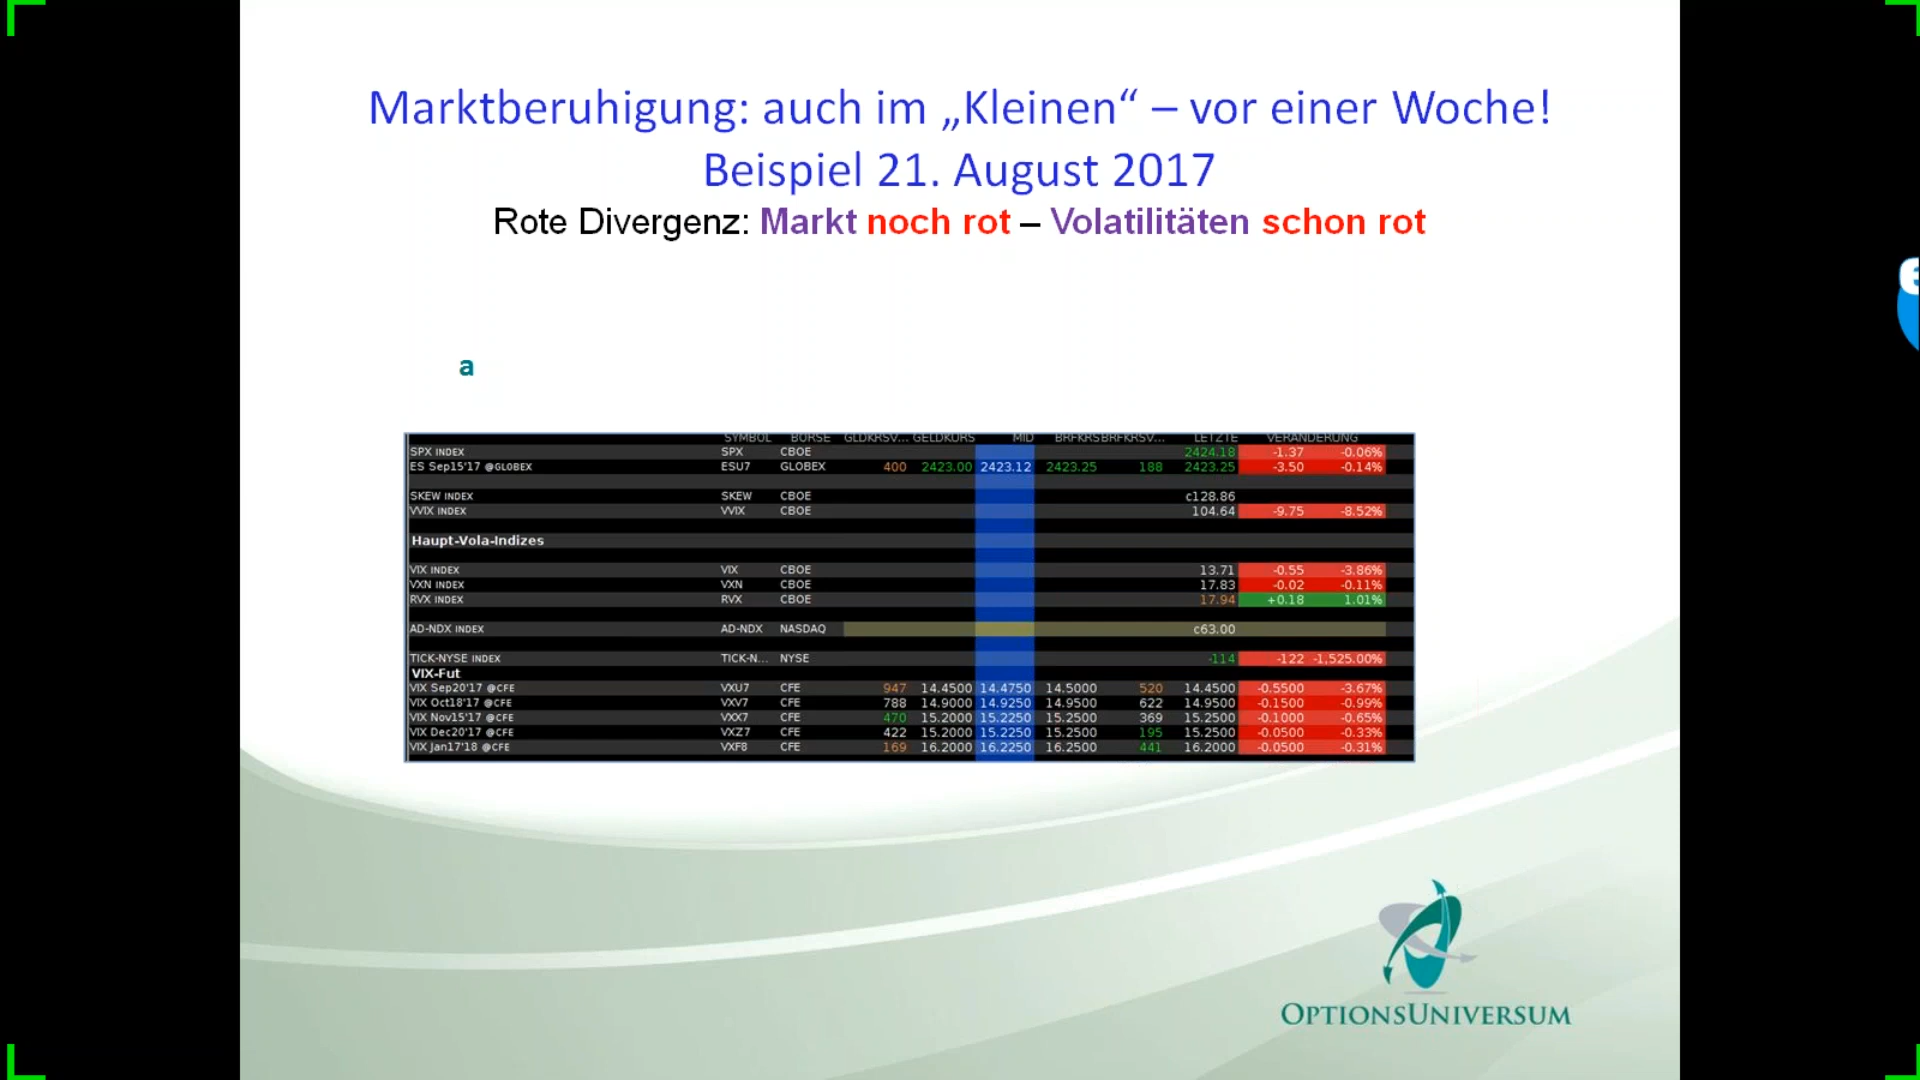 Marktberuhigung: auch im „Kleinen“ – vor einer Woche!
Beispiel 21. August 2017
Rote Divergenz: Markt noch rot – Volatilitäten schon rot
a
SYMBOL BÖRSE GLDKRSV... GELDKURS MID BRFKRS BRFKRSV... LETZTE VERÄNDERUNG
SPX INDEX SPX CBOE 2424.18 -1.37 -0.06%
ES Sep15'17 @GLOBEX ESU7 GLOBEX 400 2423.00 2423.12 2423.25 188 2423.25 -3.50 -0.14%
SKEW INDEX SKEW CBOE c128.86
VVIX INDEX VVIX CBOE 104.64 -9.75 -8.52%
Haupt-Vola-Indizes
VIX INDEX VIX CBOE 13.71 -0.55 -3.86%
VXN INDEX VXN CBOE 17.83 -0.02 -0.11%
RVX INDEX RVX CBOE 17.94 +0.18 1.01%
AD-NDX INDEX AD-NDX NASDAQ c63.00
TICK-NYSE INDEX TICK-N... NYSE -114 -122 -1,525.00%
VIX-Fut
VIX Sep20'17 @CFE VXU7 CFE 947 14.4500 14.4750 14.5000 520 14.4500 -0.5500 -3.67%
VIX Oct18'17 @CFE VXV7 CFE 788 14.9000 14.9250 14.9500 622 14.9500 -0.1500 -0.99%
VIX Nov15'17 @CFE VXX7 CFE 470 15.2000 15.2250 15.2500 369 15.2500 -0.1000 -0.65%
VIX Dec20'17 @CFE VXZ7 CFE 422 15.2000 15.2250 15.2500 195 15.2500 -0.0500 -0.33%
VIX Jan17'18 @CFE VXF8 CFE 169 16.2000 16.2250 16.2500 441 16.2000 -0.0500 -0.31%
OPTIONSUNIVERSUM